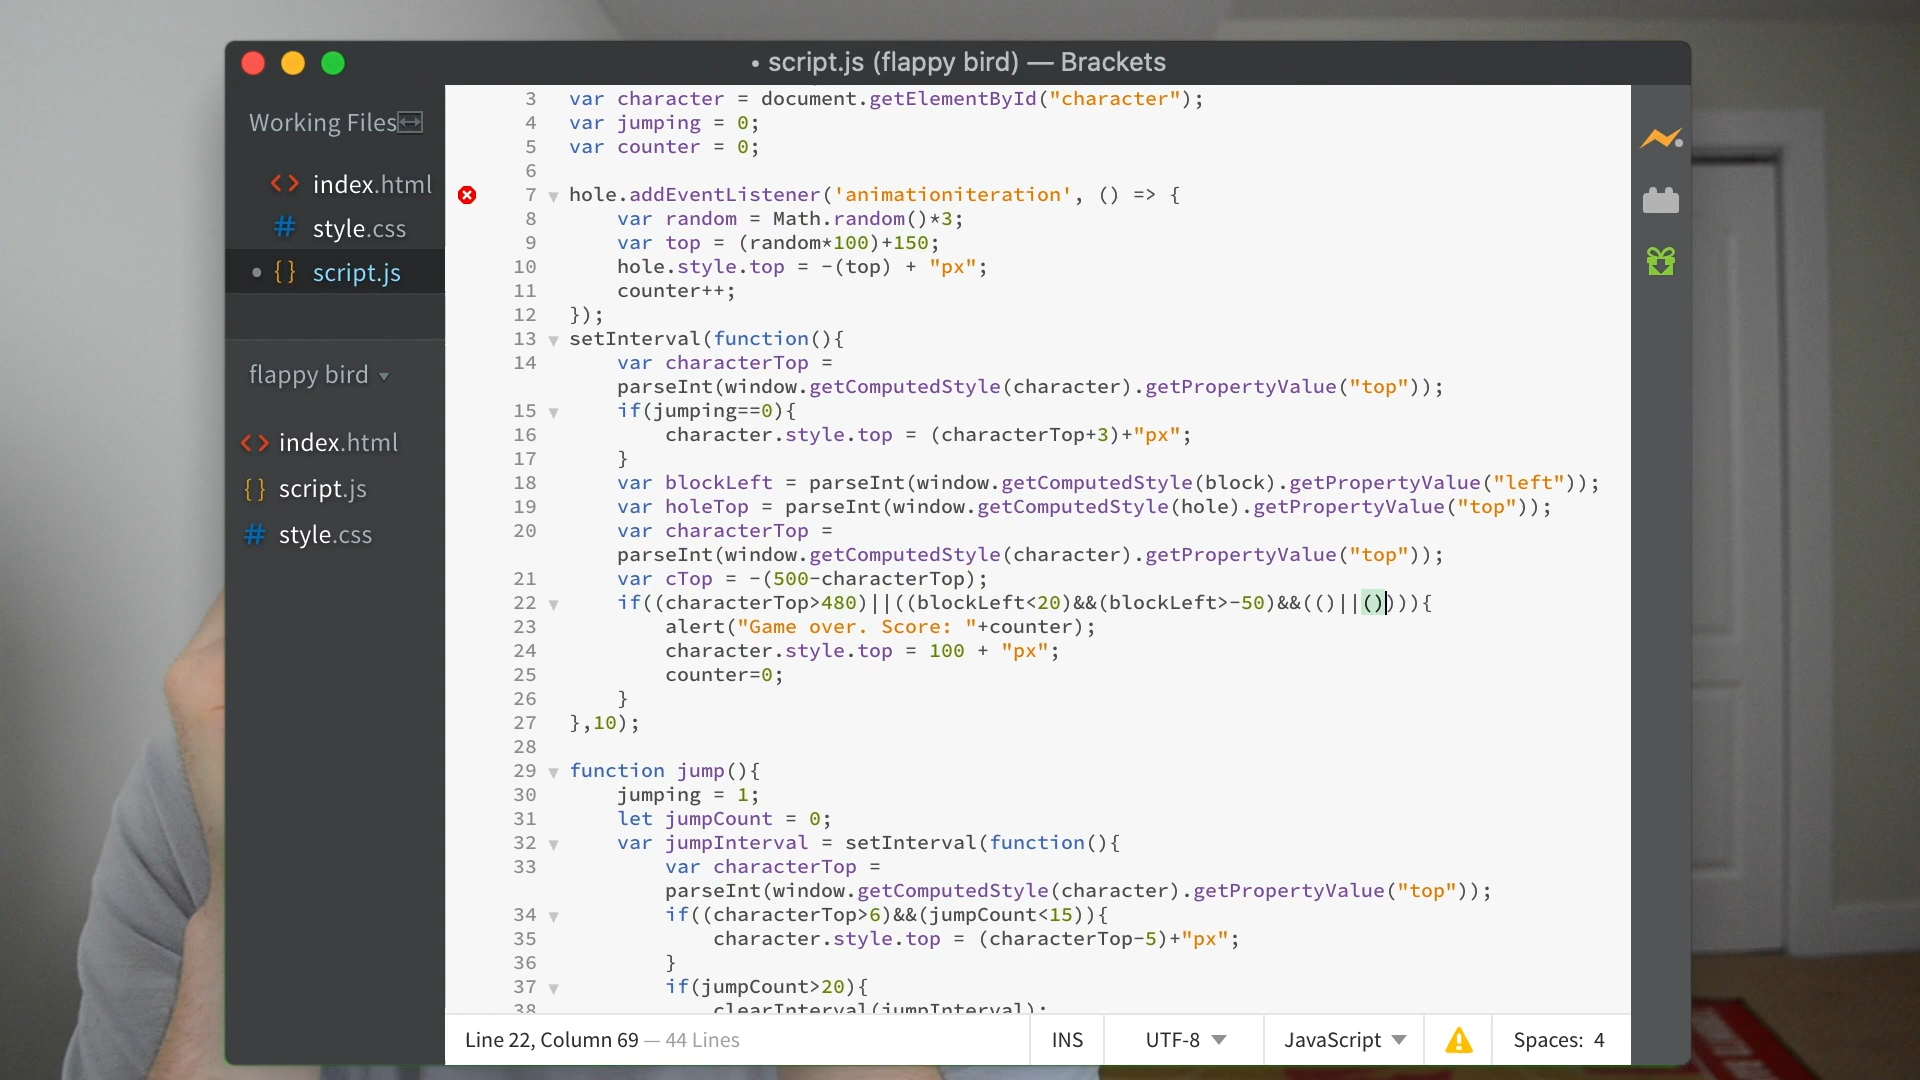 • script.js (flappy bird) — Brackets
Working Files
<> index.html
# style.css
• {} script.js
flappy bird
<> index.html
{} script.js
# style.css
3 var character = document.getElementById("character");
4 var jumping = 0;
5 var counter = 0;
6
7 hole.addEventListener('animationiteration', () => {
8 var random = Math.random()*3;
9 var top = (random*100)+150;
10 hole.style.top = -(top) + "px";
11 counter++;
12 });
13 setInterval(function(){
14 var characterTop =
parseInt(window.getComputedStyle(character).getPropertyValue("top"));
15 if(jumping==0){
16 character.style.top = (characterTop+3)+"px";
17 }
18 var blockLeft = parseInt(window.getComputedStyle(block).getPropertyValue("left"));
19 var holeTop = parseInt(window.getComputedStyle(hole).getPropertyValue("top"));
20 var characterTop =
parseInt(window.getComputedStyle(character).getPropertyValue("top"));
21 var cTop = -(500-characterTop);
22 if((characterTop>480)||((blockLeft<20)&&(blockLeft>-50)&&(()||()))){
23 alert("Game over. Score: "+counter);
24 character.style.top = 100 + "px";
25 counter=0;
26 }
27 },10);
28
29 function jump(){
30 jumping = 1;
31 let jumpCount = 0;
32 var jumpInterval = setInterval(function(){
33 var characterTop =
parseInt(window.getComputedStyle(character).getPropertyValue("top"));
34 if((characterTop>6)&&(jumpCount<15)){
35 character.style.top = (characterTop-5)+"px";
36 }
37 if(jumpCount>20){
38 clearInterval(jumpInterval);
Line 22, Column 69 — 44 Lines
INS
UTF-8
JavaScript
Spaces: 4